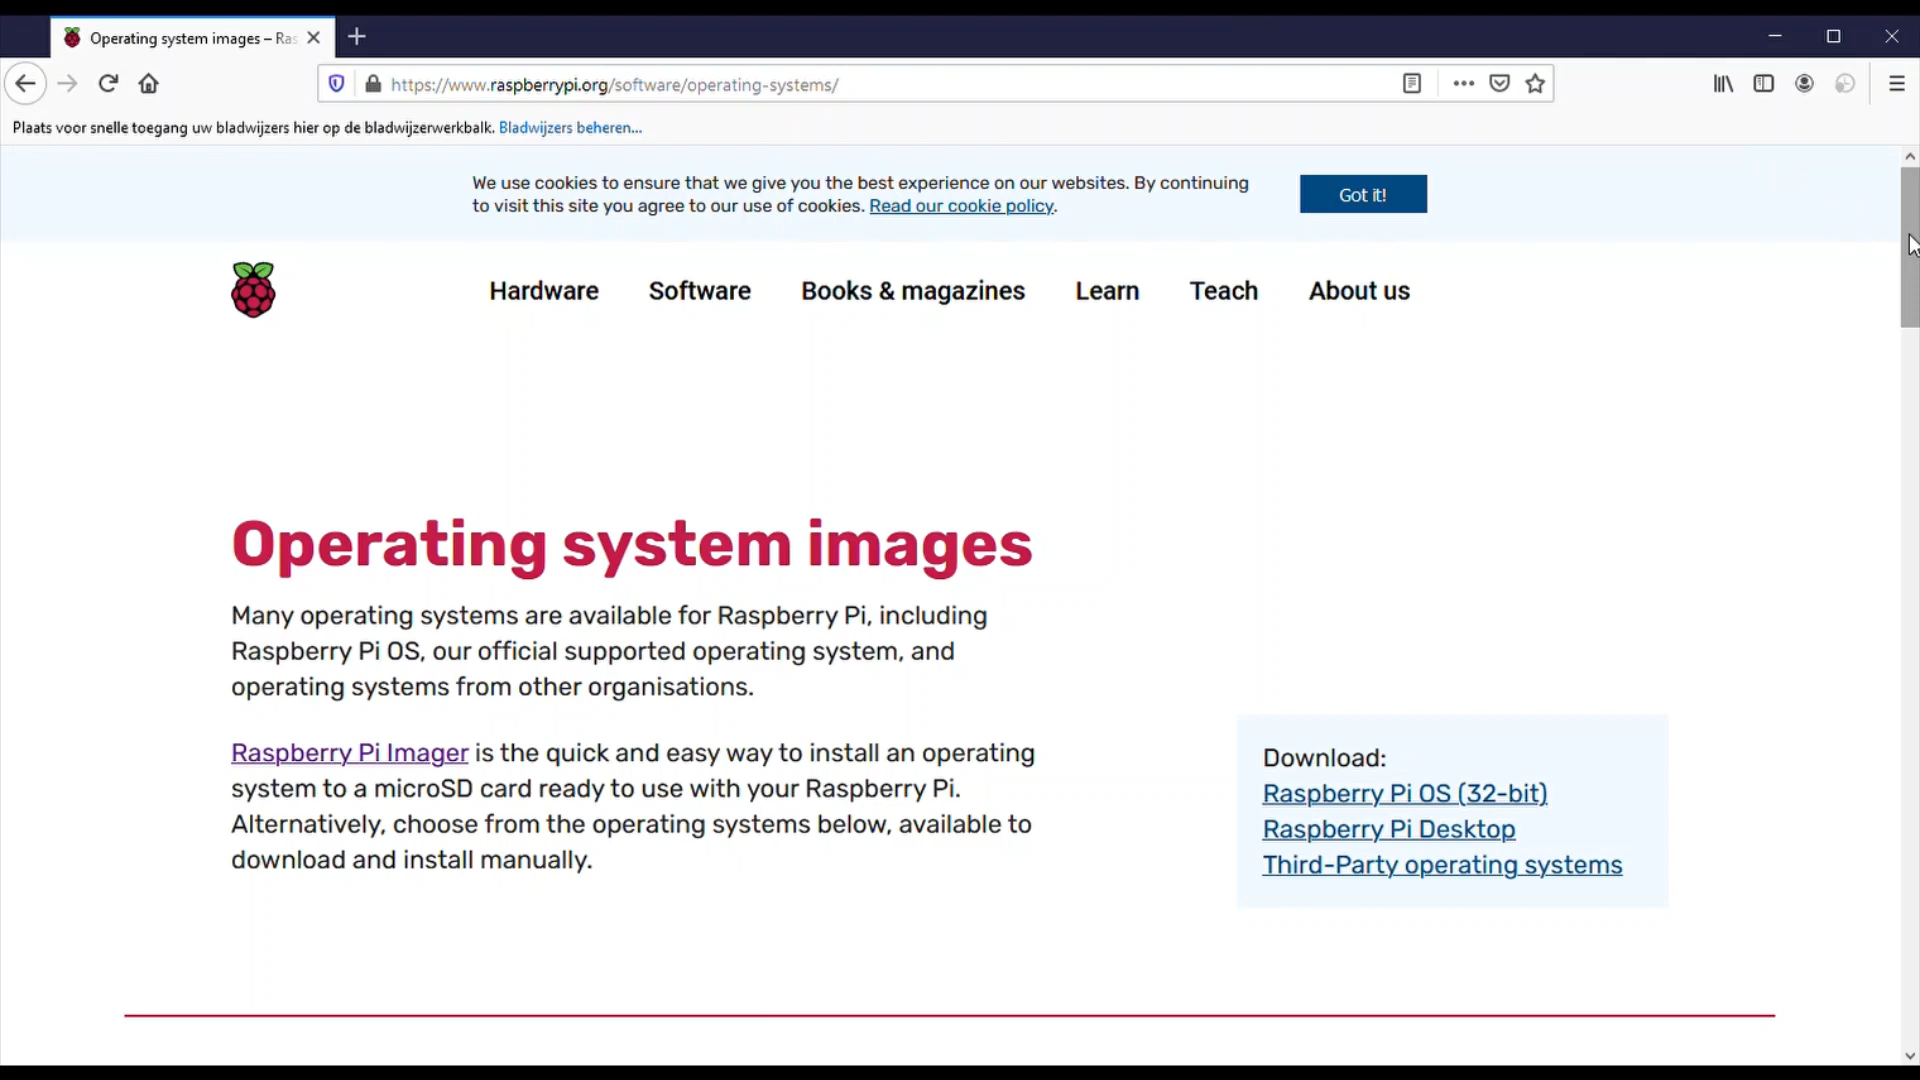 Operating system images – Ras
https://www.raspberrypi.org/software/operating-systems/
Plaats voor snelle toegang uw bladwijzers hier op de bladwijzerwerkbalk. Bladwijzers beheren...
We use cookies to ensure that we give you the best experience on our websites. By continuing
to visit this site you agree to our use of cookies. Read our cookie policy.
Got it!
Hardware Software Books & magazines Learn Teach About us
Operating system images
Many operating systems are available for Raspberry Pi, including
Raspberry Pi OS, our official supported operating system, and
operating systems from other organisations.
Raspberry Pi Imager is the quick and easy way to install an operating
system to a microSD card ready to use with your Raspberry Pi.
Alternatively, choose from the operating systems below, available to
download and install manually.
Download:
Raspberry Pi OS (32-bit)
Raspberry Pi Desktop
Third-Party operating systems